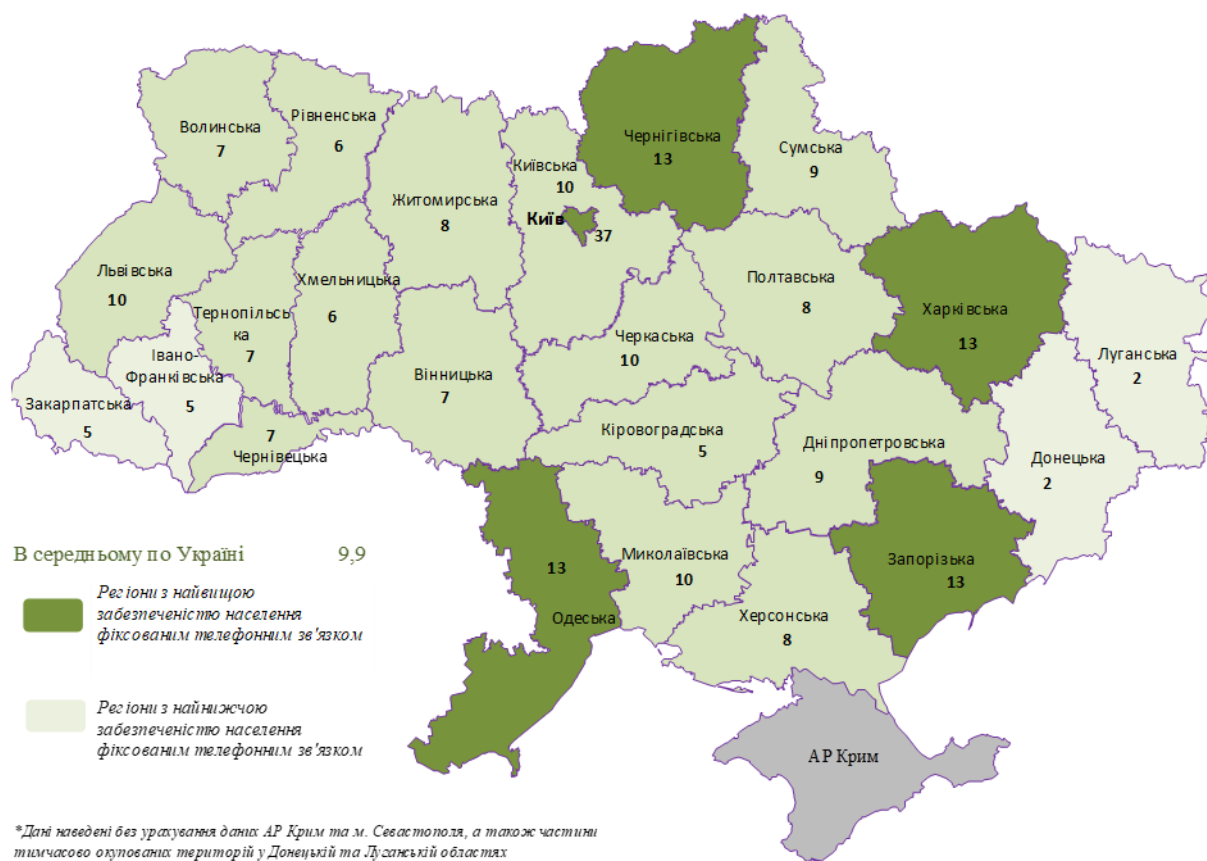 Чернігівська
13
Рівненська
6
Волинська
7
Сумська
9
Київська
10
Житомирська
8
Київ
37
Львівська
10
Хмельницька
6
Полтавська
8
Харківська
13
Тернопільсь
ка
7
Черкаська
10
Луганська
2
Івано-
Франківська
5
Вінницька
7
Закарпатська
5
Кіровоградська
5
7
Чернівецька
Дніпропетровська
9
Донецька
2
Миколаївська
10
Запорізька
13
13
Одеська
Херсонська
8
АР Крим
В середньому по Україні 9,9
Регіони з найвищою
забезпеченістю населення
фіксованим телефонним зв'язком
Регіони з найнижчою
забезпеченістю населення
фіксованим телефонним зв'язком
*Дані наведені без урахування даних АР Крим та м. Севастополя, а також частини
тимчасово окупованих територій у Донецькій та Луганській областях